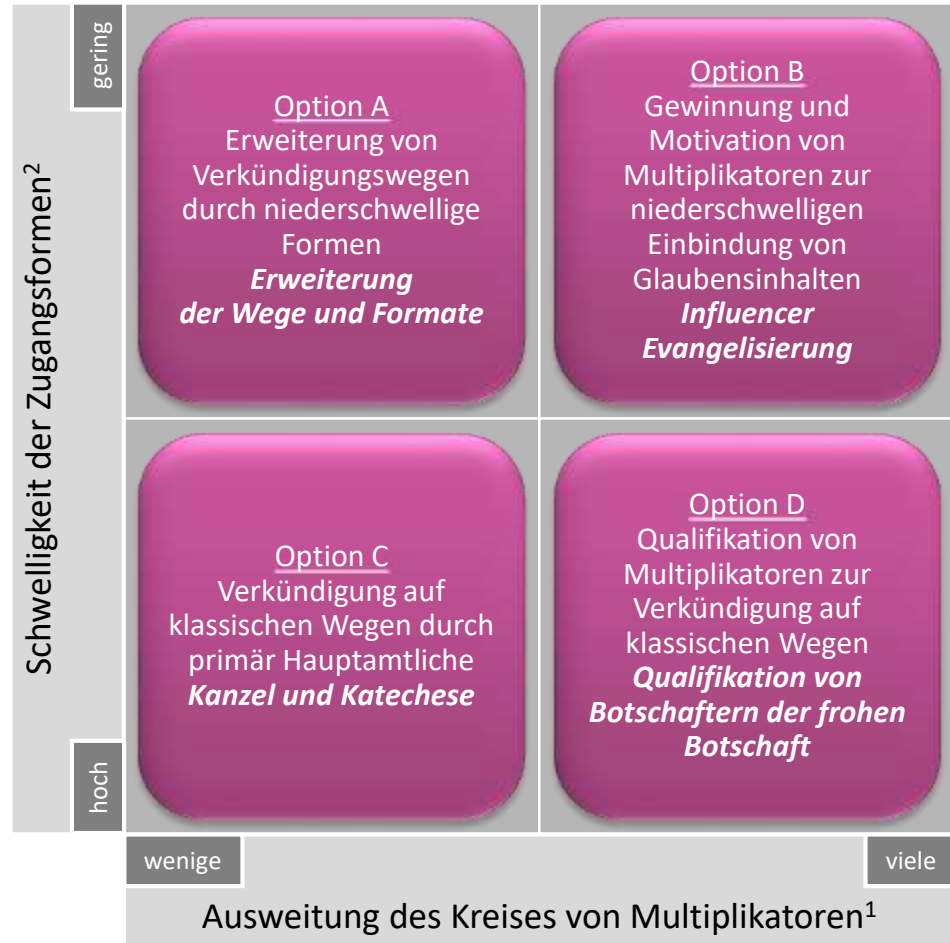 Schwelligkeit der Zugangsformen²
gering
hoch
Option A
Erweiterung von
Verkündigungswegen
durch niederschwellige
Formen
Erweiterung
der Wege und Formate
Option B
Gewinnung und
Motivation von
Multiplikatoren zur
niederschwelligen
Einbindung von
Glaubensinhalten
Influencer
Evangelisierung
Option C
Verkündigung auf
klassischen Wegen durch
primär Hauptamtliche
Kanzel und Katechese
Option D
Qualifikation von
Multiplikatoren zur
Verkündigung auf
klassischen Wegen
Qualifikation von
Botschaftern der frohen
Botschaft
wenige
viele
Ausweitung des Kreises von Multiplikatoren¹